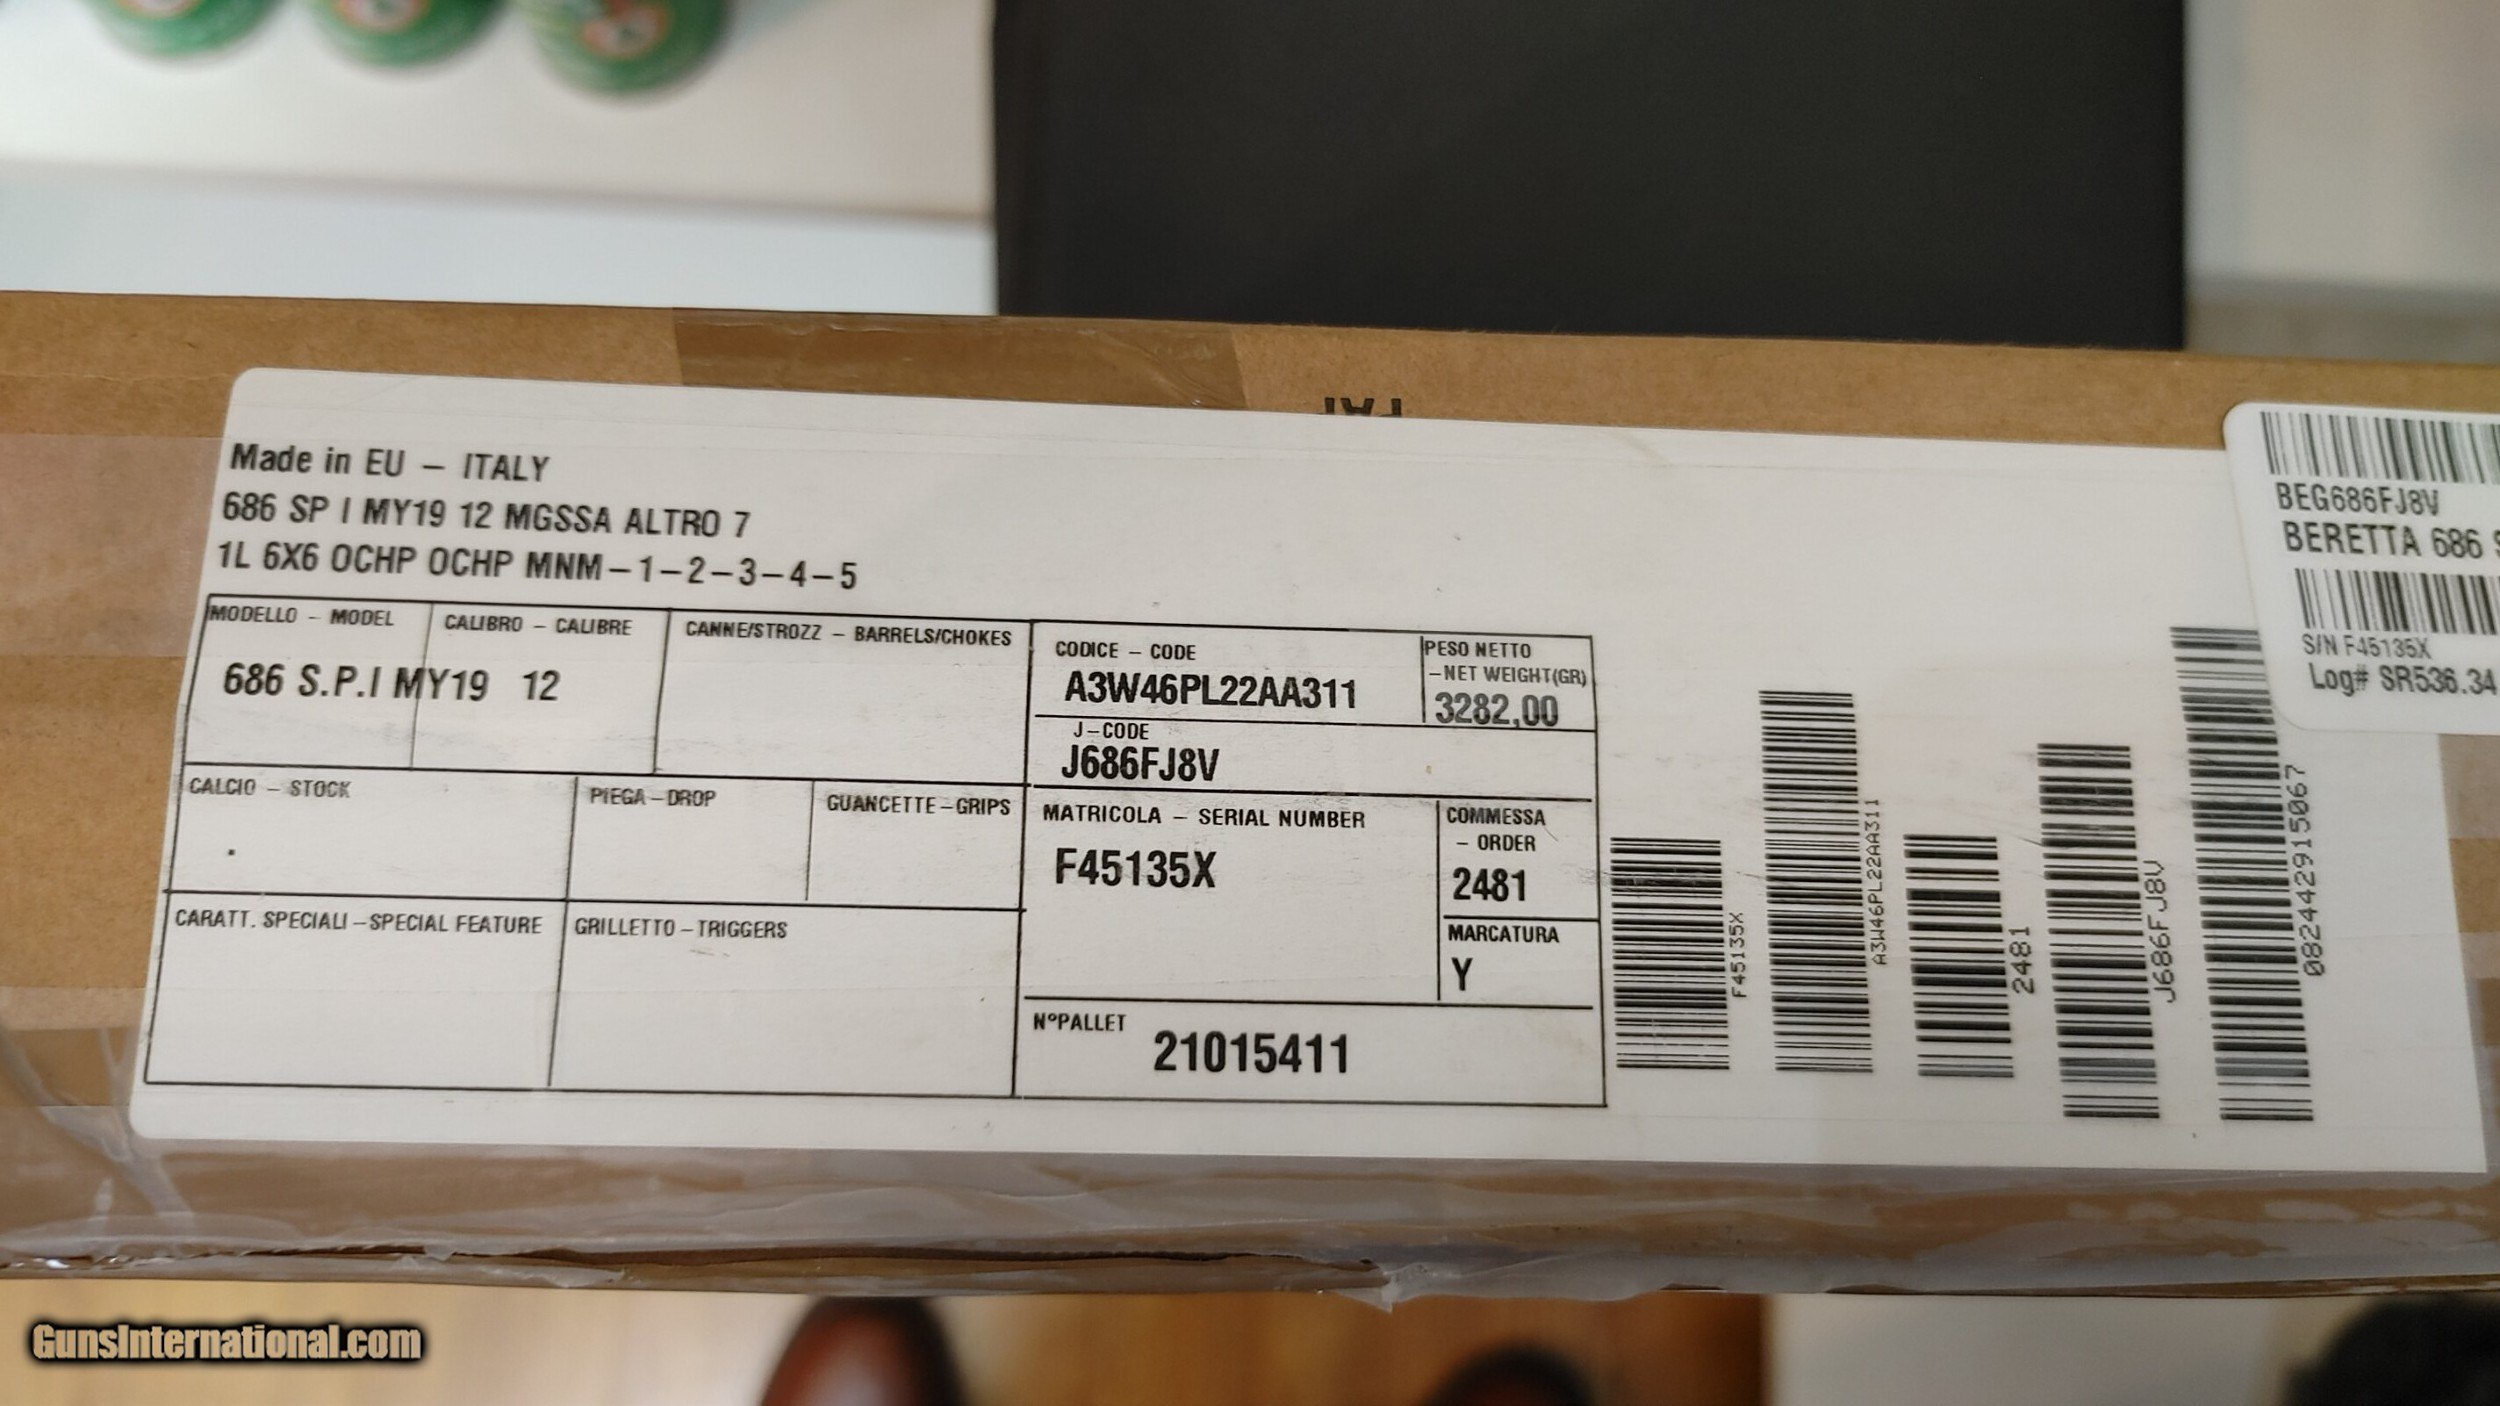 Made in EU – ITALY
686 SP I MY19 12 MGSSA ALTRO 7
1L 6X6 OCHP OCHP MNM–1–2–3–4–5
MODELLO – MODEL
686 S.P.I MY19
CALIBRO – CALIBRE
12
CANNE/STROZZ – BARRELS/CHOKES
CODICE – CODE
A3W46PL22AA311
PESO NETTO
–NET WEIGHT(GR)
3282,00
J–CODE
J686FJ8V
CALCIO – STOCK
.
PIEGA–DROP
GUANCETTE–GRIPS
MATRICOLA – SERIAL NUMBER
F45135X
COMMESSA
– ORDER
2481
MARCATURA
Y
CARATT. SPECIALI–SPECIAL FEATURE
GRILLETTO–TRIGGERS
N°PALLET
21015411
F45135X
A3W46PL22AA311
2481
J686FJ8V
082442915067
BEG686FJ8V
BERETTA 686 S
S/N F45135X
Log# SR536.34
GunsInternational.com